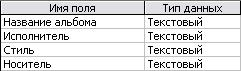 Имя поля Тип данных
Название альбома Текстовый
Исполнитель Текстовый
Стиль Текстовый
Носитель Текстовый